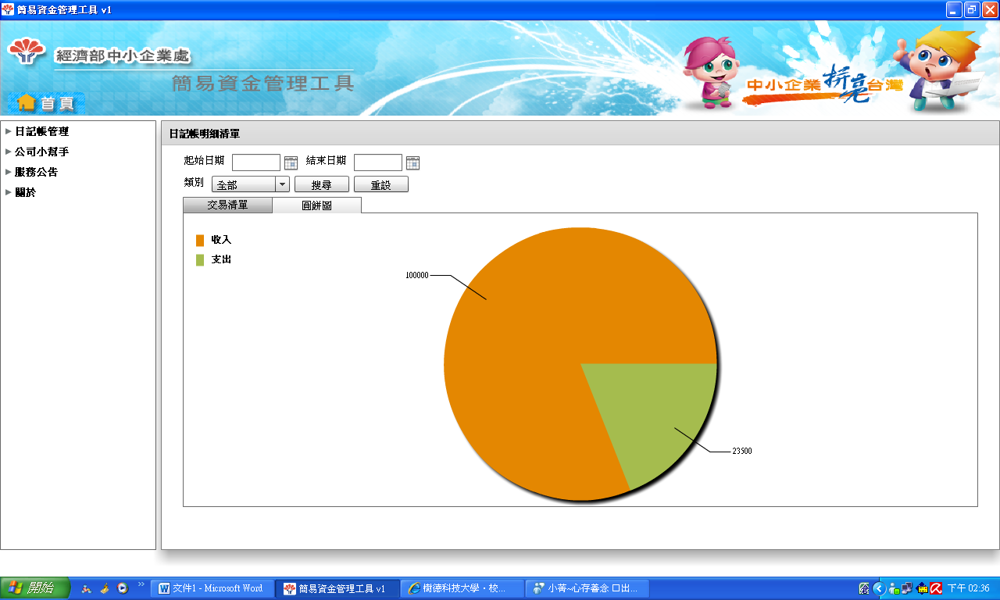 簡易資金管理工具 v1
經濟部中小企業處
簡易資金管理工具
首頁
中小企業拼亮台灣
日記帳管理
公司小幫手
服務公告
關於
日記帳明細清單
起始日期 結束日期
類別 全部 搜尋 重設
交易清單 圓餅圖
收入
支出
100000
23500
開始 文件1 - Microsoft Word 簡易資金管理工具 v1 樹德科技大學・校... 小菁~心存善念 口出... 下午 02:36